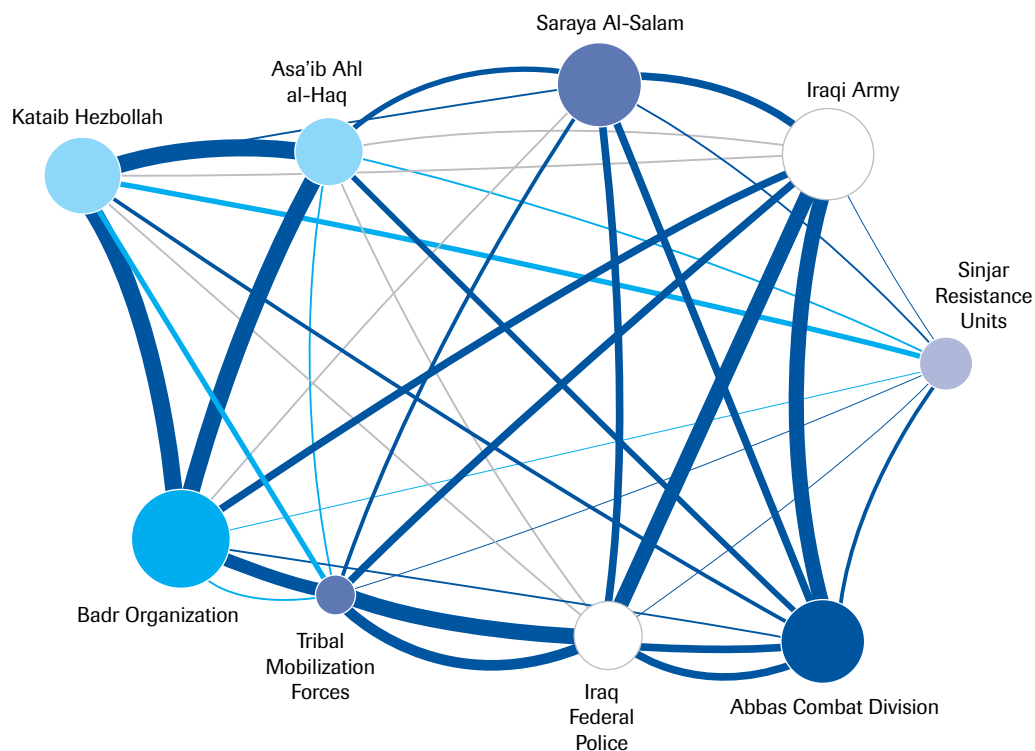 Saraya Al-Salam
Asa’ib Ahl
al-Haq
Iraqi Army
Kataib Hezbollah
Sinjar
Resistance
Units
Badr Organization
Tribal
Mobilization
Forces
Iraq
Federal
Police
Abbas Combat Division